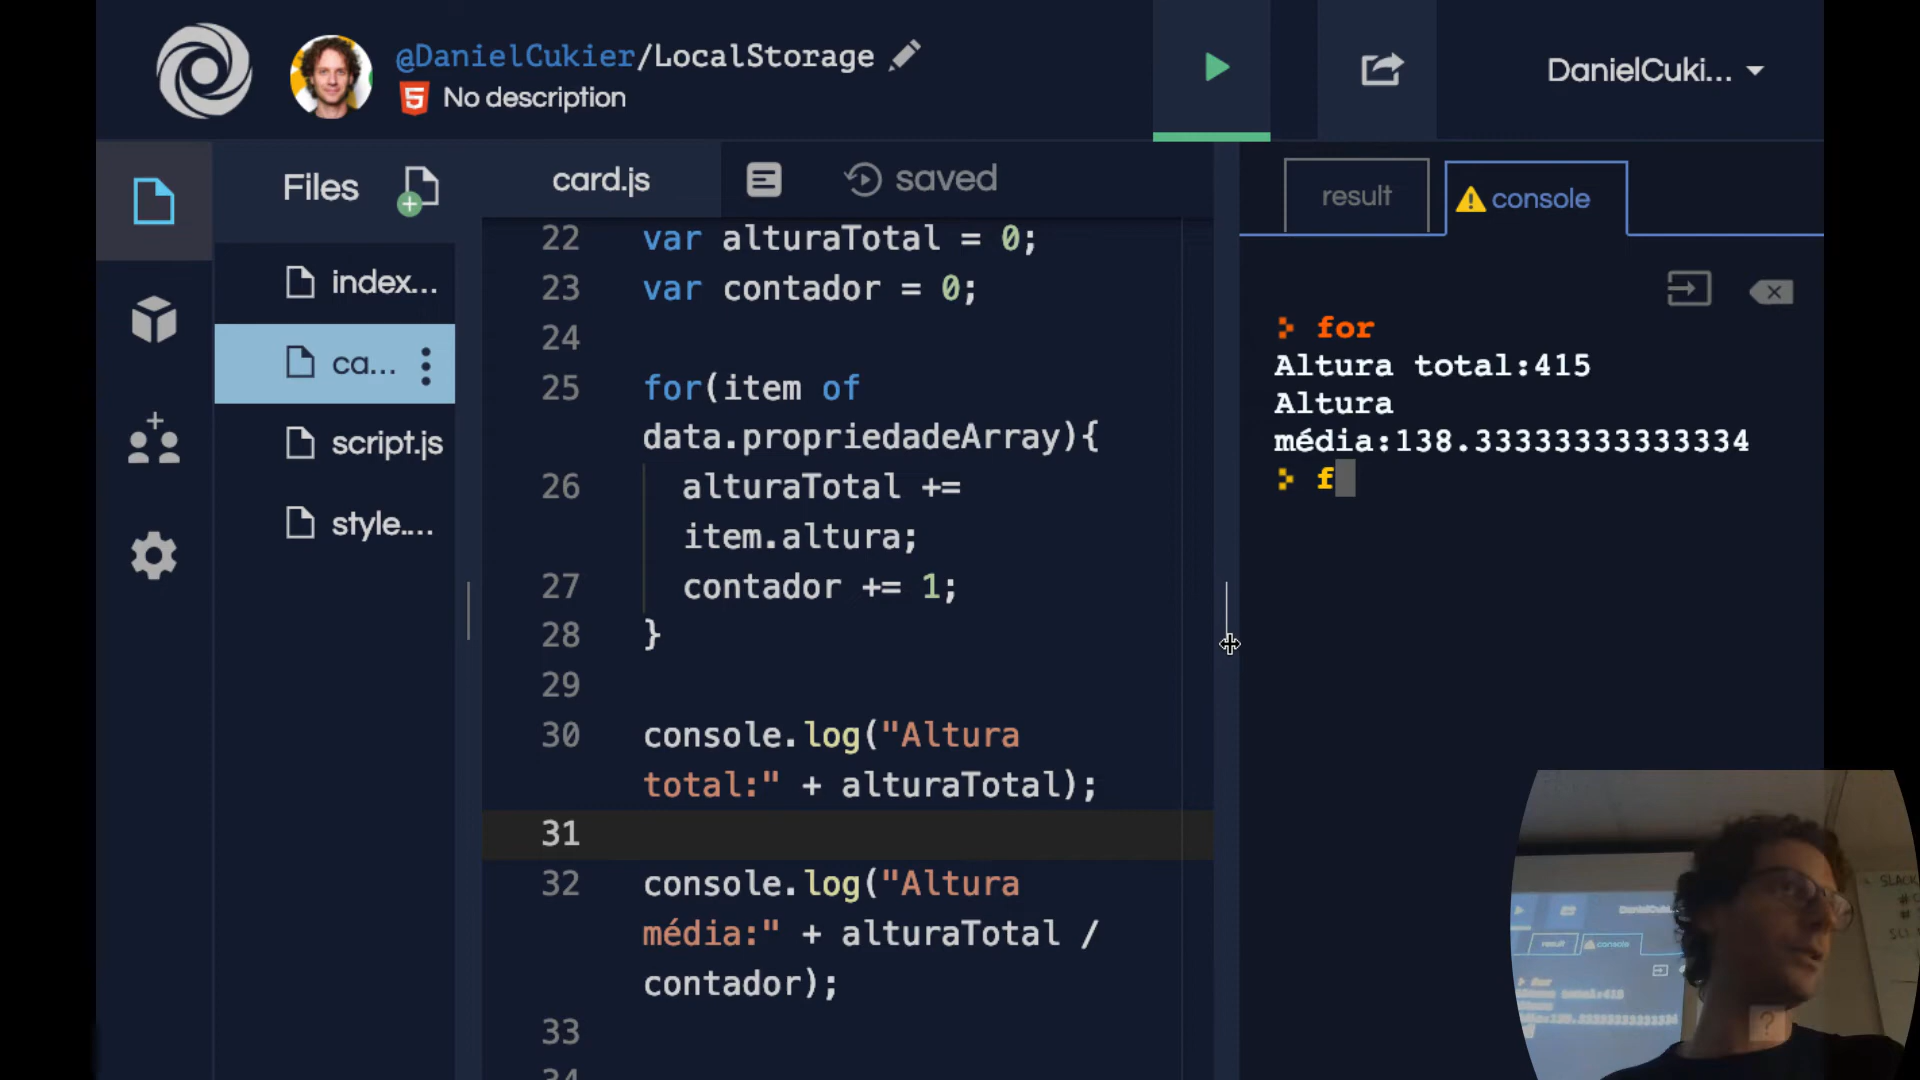 @DanielCukier/LocalStorage
No description
DanielCuki...
Files
card.js
saved
result
console
index...
ca...
script.js
style....
22 var alturaTotal = 0;
23 var contador = 0;
24
25 for(item of
data.propriedadeArray){
26 alturaTotal +=
item.altura;
27 contador += 1;
28 }
29
30 console.log("Altura
total:" + alturaTotal);
31
32 console.log("Altura
média:" + alturaTotal /
contador);
33
for
Altura total:415
Altura
média:138.33333333333334
f
SLACK
result
console
?